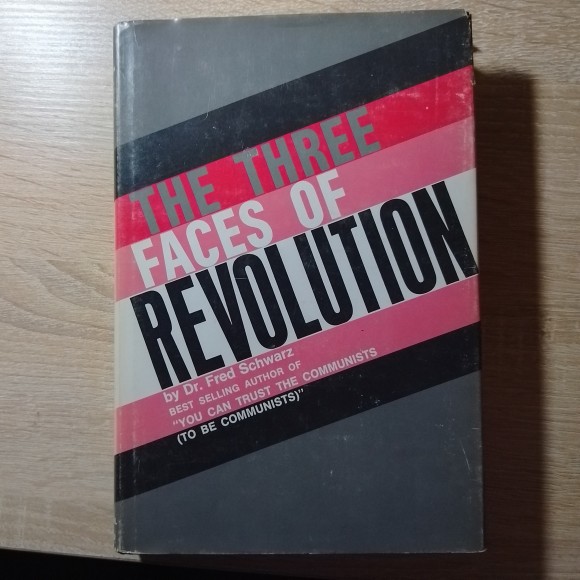 THE THREE
FACES OF
REVOLUTION
by Dr. Fred Schwarz
BEST SELLING AUTHOR OF
"YOU CAN TRUST THE COMMUNISTS
(TO BE COMMUNISTS)"